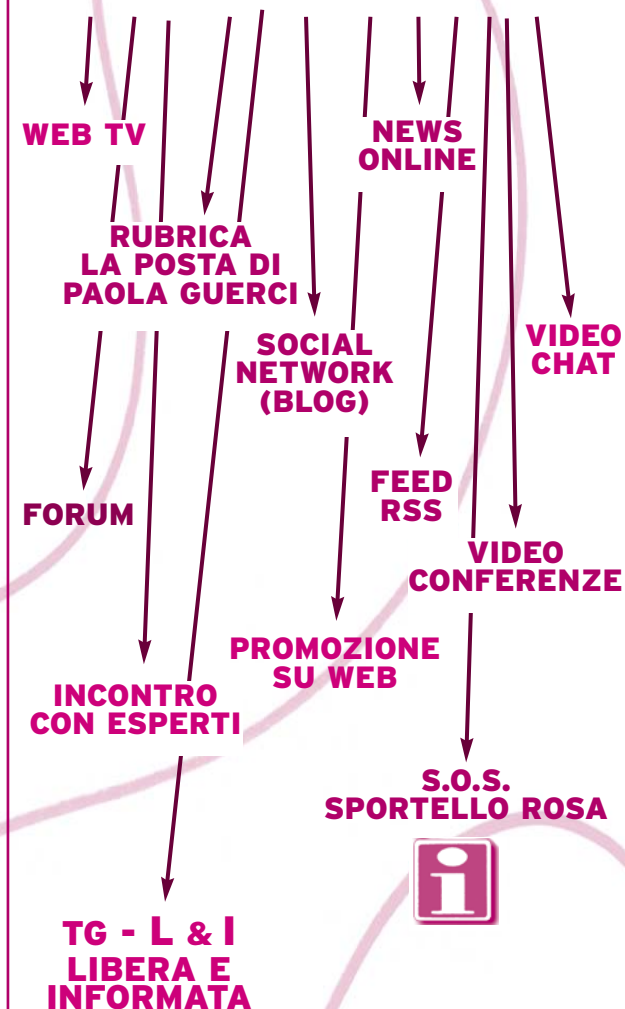 WEB TV
NEWS
ONLINE
RUBRICA
LA POSTA DI
PAOLA GUERCI
SOCIAL
NETWORK
(BLOG)
VIDEO
CHAT
FEED
RSS
FORUM
VIDEO
CONFERENZE
PROMOZIONE
SU WEB
INCONTRO
CON ESPERTI
S.O.S.
SPORTELLO ROSA
i
TG - L & I
LIBERA E
INFORMATA